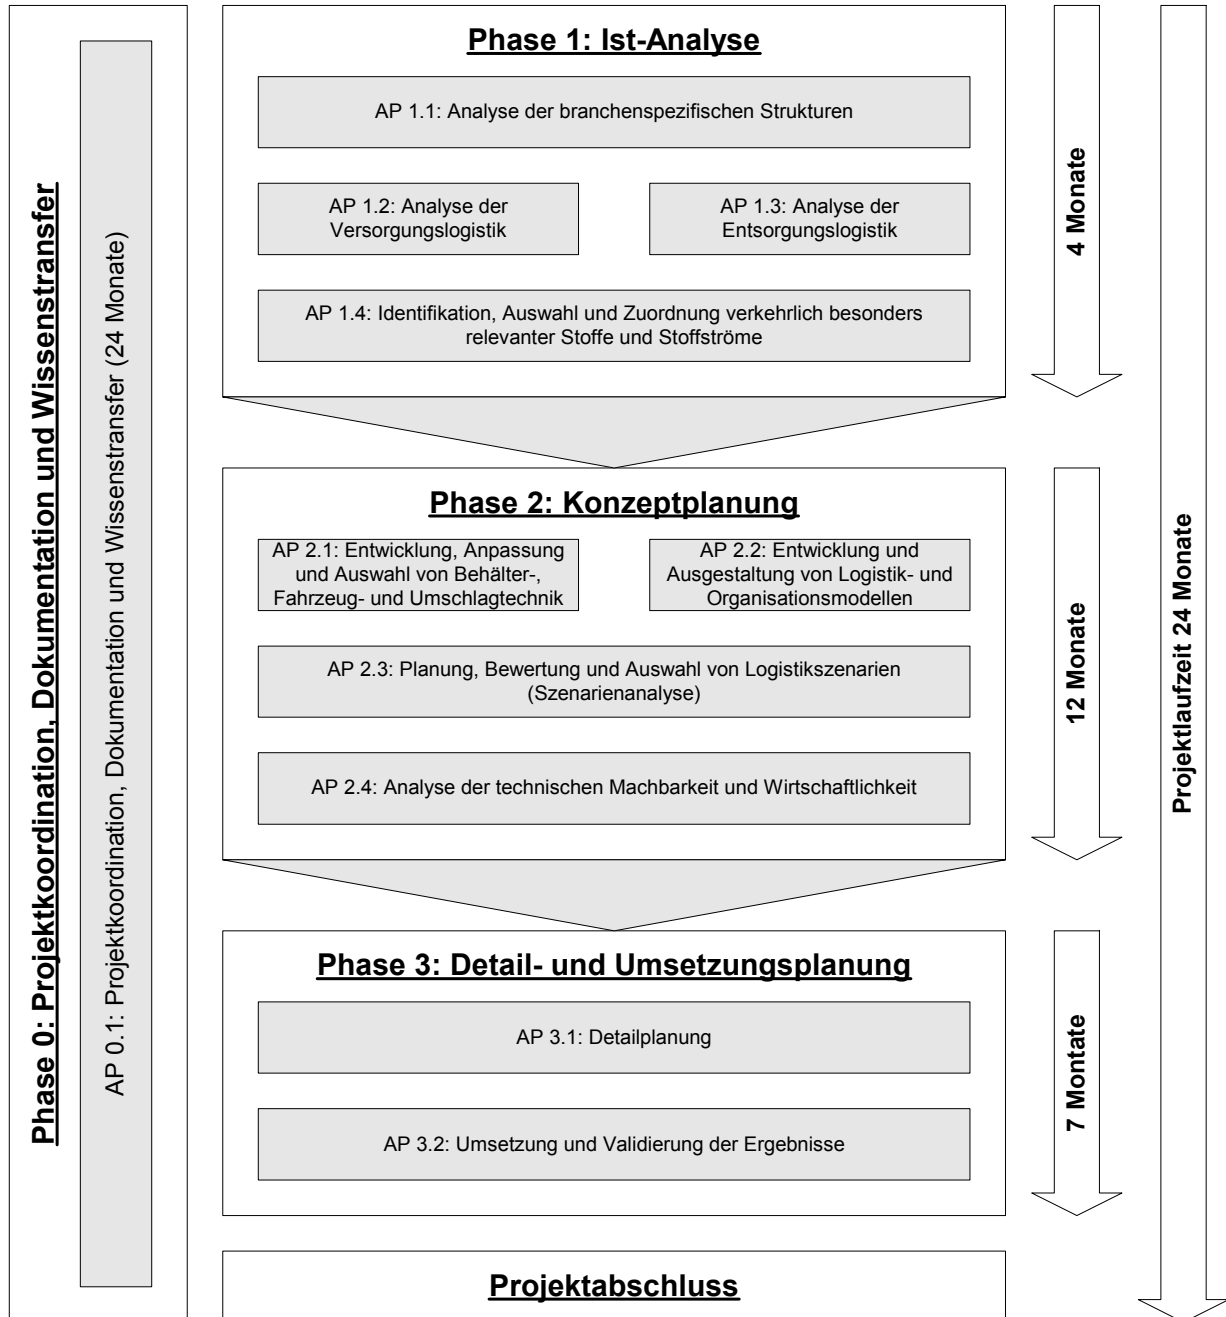 Phase 0: Projektkoordination, Dokumentation und Wissenstransfer
AP 0.1: Projektkoordination, Dokumentation und Wissenstransfer (24 Monate)
Phase 1: Ist-Analyse
AP 1.1: Analyse der branchenspezifischen Strukturen
AP 1.2: Analyse der
Versorgungslogistik
AP 1.3: Analyse der
Entsorgungslogistik
AP 1.4: Identifikation, Auswahl und Zuordnung verkehrlich besonders
relevanter Stoffe und Stoffströme
4 Monate
Phase 2: Konzeptplanung
AP 2.1: Entwicklung, Anpassung
und Auswahl von Behälter-,
Fahrzeug- und Umschlagtechnik
AP 2.2: Entwicklung und
Ausgestaltung von Logistik- und
Organisationsmodellen
AP 2.3: Planung, Bewertung und Auswahl von Logistikszenarien
(Szenarienanalyse)
AP 2.4: Analyse der technischen Machbarkeit und Wirtschaftlichkeit
12 Monate
Phase 3: Detail- und Umsetzungsplanung
AP 3.1: Detailplanung
AP 3.2: Umsetzung und Validierung der Ergebnisse
7 Montate
Projektabschluss
Projektlaufzeit 24 Monate